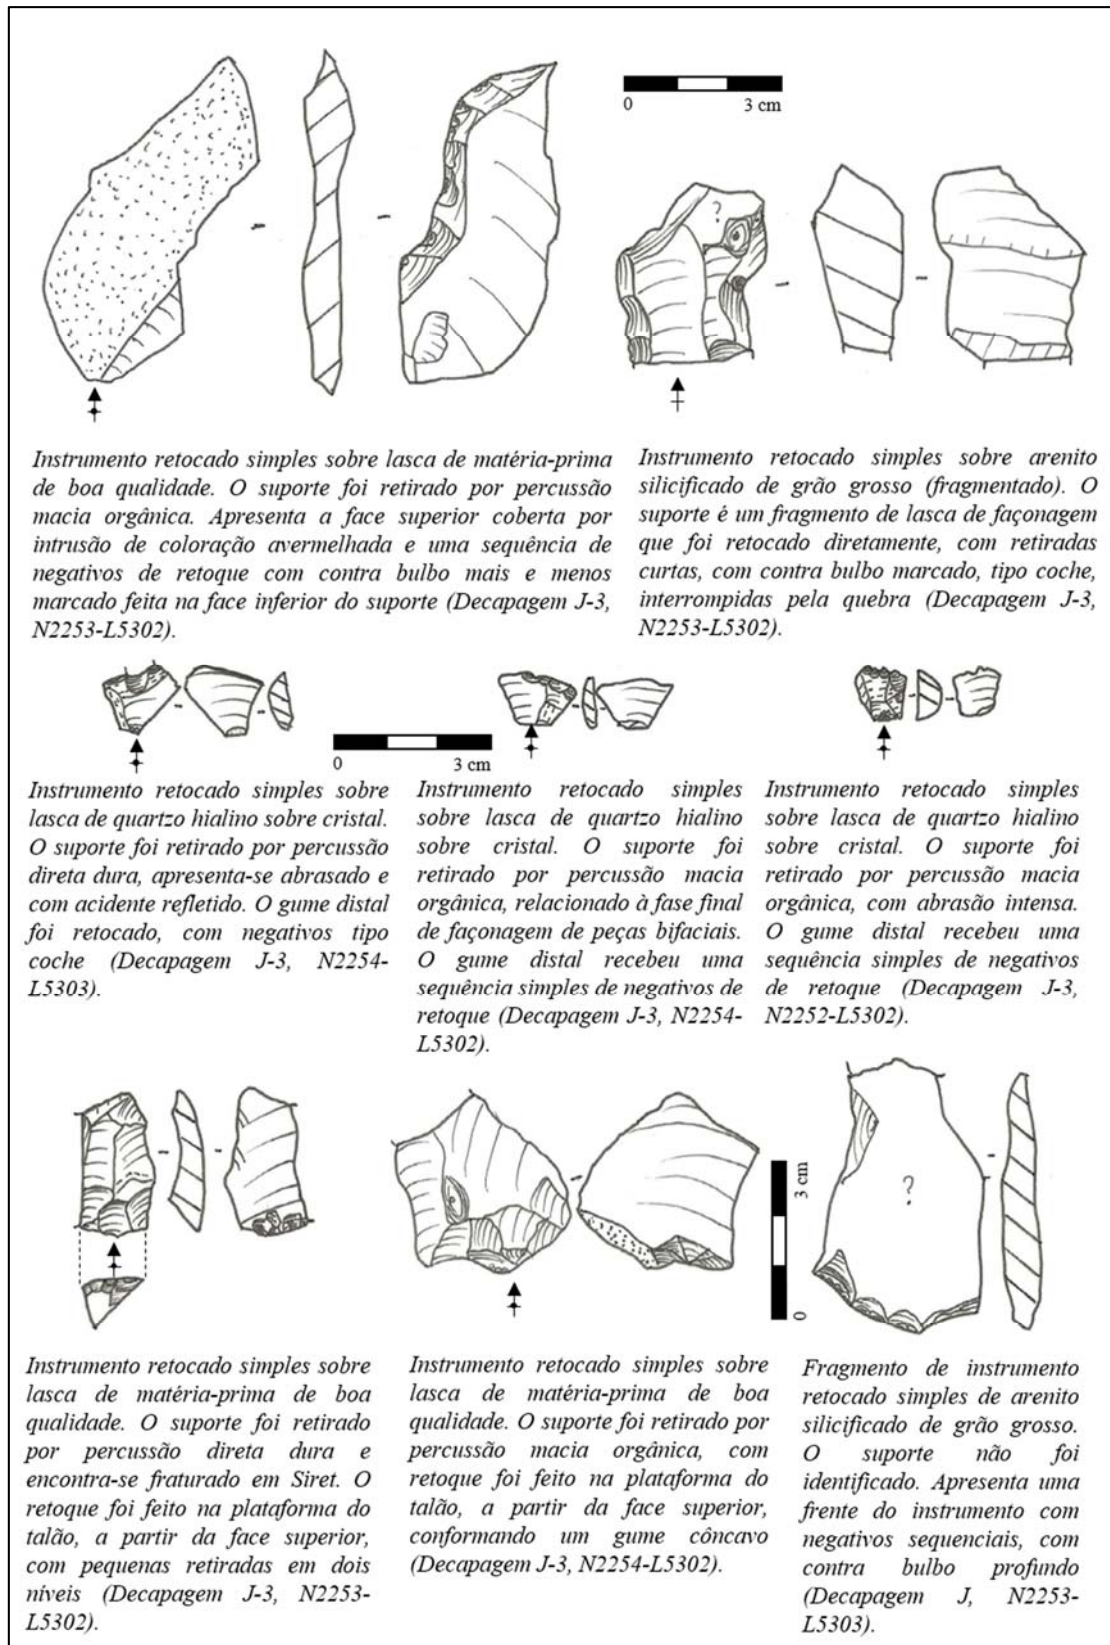 0 3 cm
?
Instrumento retocado simples sobre lasca de matéria-prima
de boa qualidade. O suporte foi retirado por percussão
macia orgânica. Apresenta a face superior coberta por
intrusão de coloração avermelhada e uma sequência de
negativos de retoque com contra bulbo mais e menos
marcado feita na face inferior do suporte (Decapagem J-3,
N2253-L5302).
Instrumento retocado simples sobre arenito
silicificado de grão grosso (fragmentado). O
suporte é um fragmento de lasca de façonagem
que foi retocado diretamente, com retiradas
curtas, com contra bulbo marcado, tipo coche,
interrompidas pela quebra (Decapagem J-3,
N2253-L5302).
0 3 cm
Instrumento retocado simples sobre
lasca de quartzo hialino sobre cristal.
O suporte foi retirado por percussão
direta dura, apresenta-se abrasado e
com acidente refletido. O gume distal
foi retocado, com negativos tipo
coche (Decapagem J-3, N2254-
L5303).
Instrumento retocado simples
sobre lasca de quartzo hialino
sobre cristal. O suporte foi
retirado por percussão macia
orgânica, relacionado à fase final
de façonagem de peças bifaciais.
O gume distal recebeu uma
sequência simples de negativos de
retoque (Decapagem J-3, N2254-
L5302).
Instrumento retocado simples
sobre lasca de quartzo hialino
sobre cristal. O suporte foi
retirado por percussão macia
orgânica, com abrasão intensa.
O gume distal recebeu uma
sequência simples de negativos
de retoque (Decapagem J-3,
N2252-L5302).
3 cm
0
?
Instrumento retocado simples sobre
lasca de matéria-prima de boa
qualidade. O suporte foi retirado
por percussão direta dura e
encontra-se fraturado em Siret. O
retoque foi feito na plataforma do
talão, a partir da face superior,
com pequenas retiradas em dois
níveis (Decapagem J-3, N2253-
L5302).
Instrumento retocado simples sobre
lasca de matéria-prima de boa
qualidade. O suporte foi retirado por
percussão macia orgânica, com
retoque foi feito na plataforma do
talão, a partir da face superior,
conformando um gume côncavo
(Decapagem J-3, N2254-L5302).
Fragmento de instrumento
retocado simples de arenito
silicificado de grão grosso.
O suporte não foi
identificado. Apresenta uma
frente do instrumento com
negativos sequenciais, com
contra bulbo profundo
(Decapagem J, N2253-
L5303).